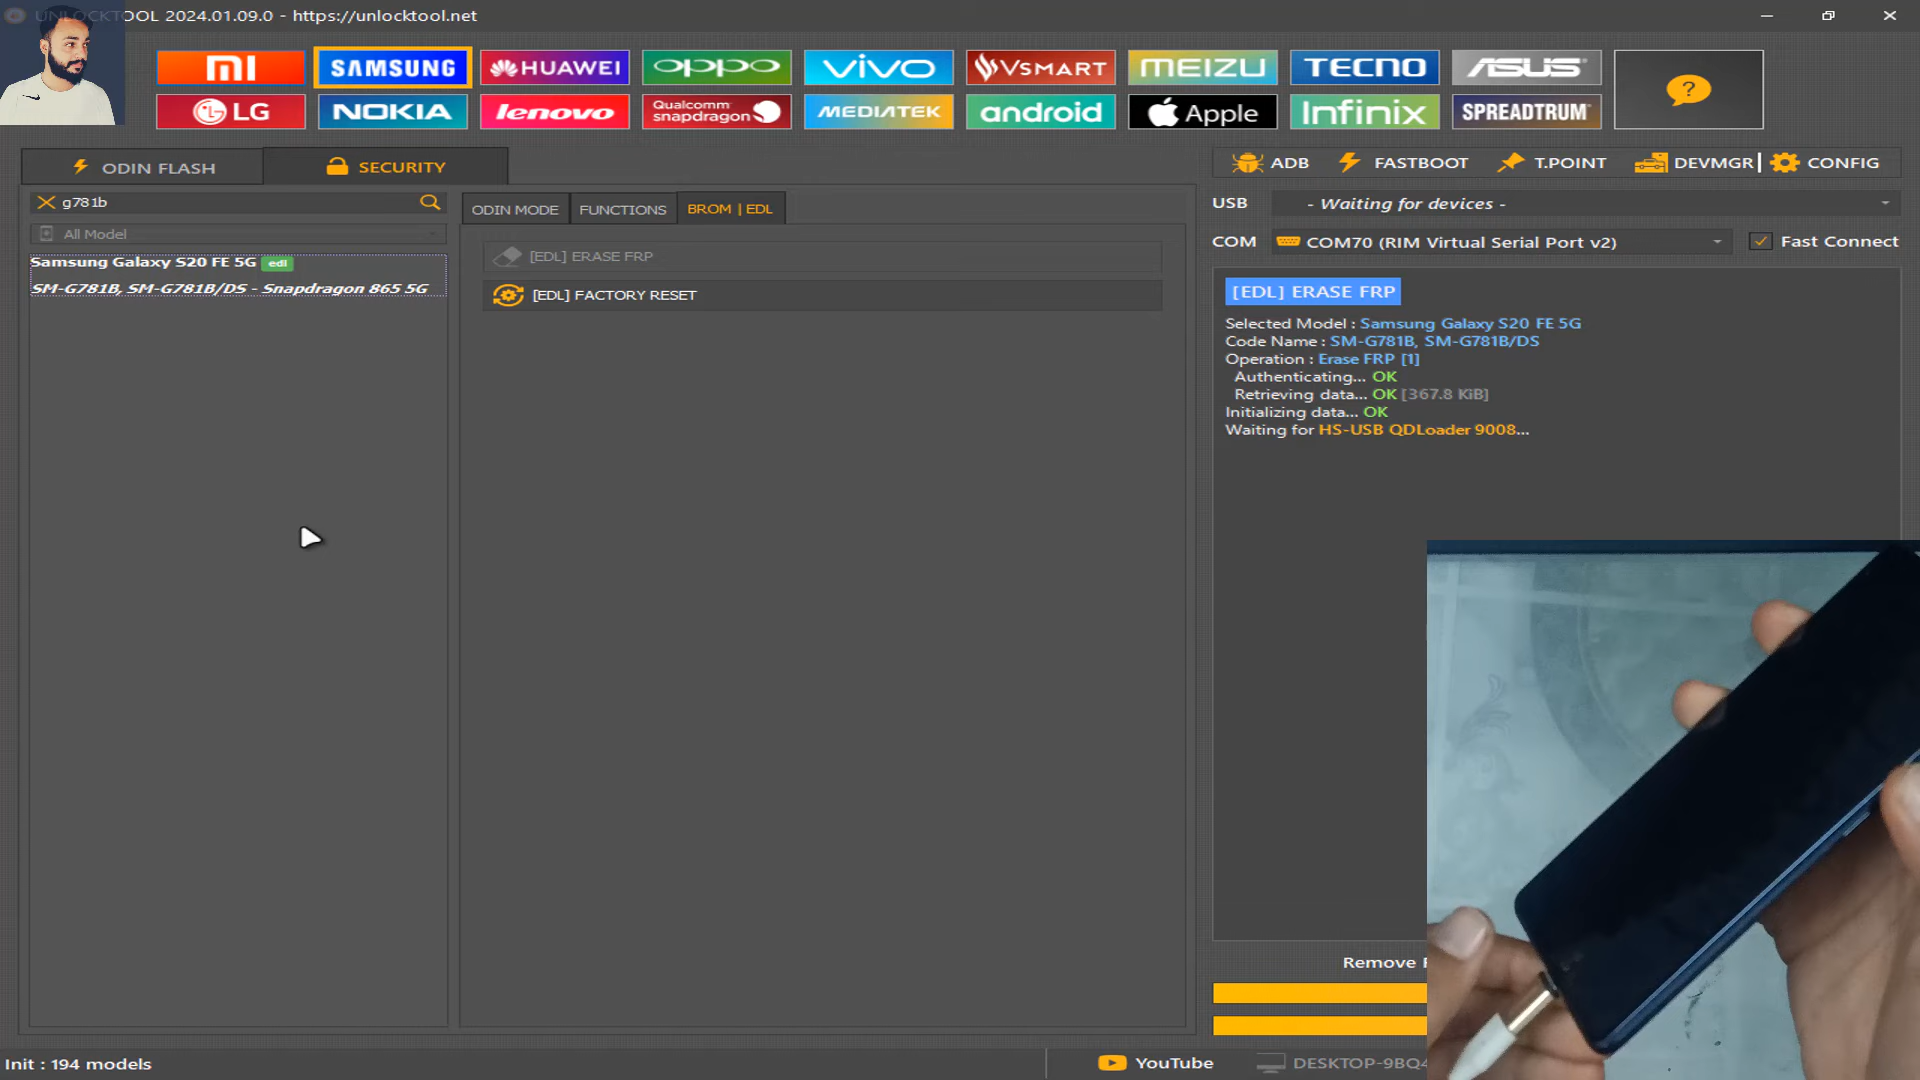 UNLOCKTOOL 2024.01.09.0 - https://unlocktool.net
MI
SAMSUNG
HUAWEI
oppo
vivo
VSMART
MEIZU
TECNO
ASUS
LG
NOKIA
lenovo
Qualcomm
snapdragon
MEDIATEK
android
Apple
Infinix
SPREADTRUM
?
ODIN FLASH
SECURITY
ADB
FASTBOOT
T.POINT
DEVMGR
CONFIG
g781b
All Model
Samsung Galaxy S20 FE 5G edl
SM-G781B, SM-G781B/DS - Snapdragon 865 5G
ODIN MODE
FUNCTIONS
BROM | EDL
[EDL] ERASE FRP
[EDL] FACTORY RESET
USB - Waiting for devices -
COM COM70 (RIM Virtual Serial Port v2) Fast Connect
[EDL] ERASE FRP
Selected Model : Samsung Galaxy S20 FE 5G
Code Name : SM-G781B, SM-G781B/DS
Operation : Erase FRP [1]
Authenticating... OK
Retrieving data... OK [367.8 KiB]
Initializing data... OK
Waiting for HS-USB QDLoader 9008...
Remove
Init : 194 models
YouTube
DESKTOP-9BQ4